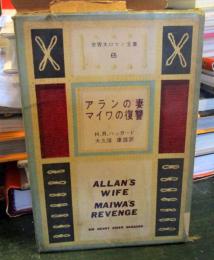 世界大ロマン全集
6
アランの妻
マイワの復讐
H.R.ハッガード
大久保 康雄訳
ALLAN'S
WIFE
MAIWA'S
REVENGE
SIR HENRY RIDER HAGGARD